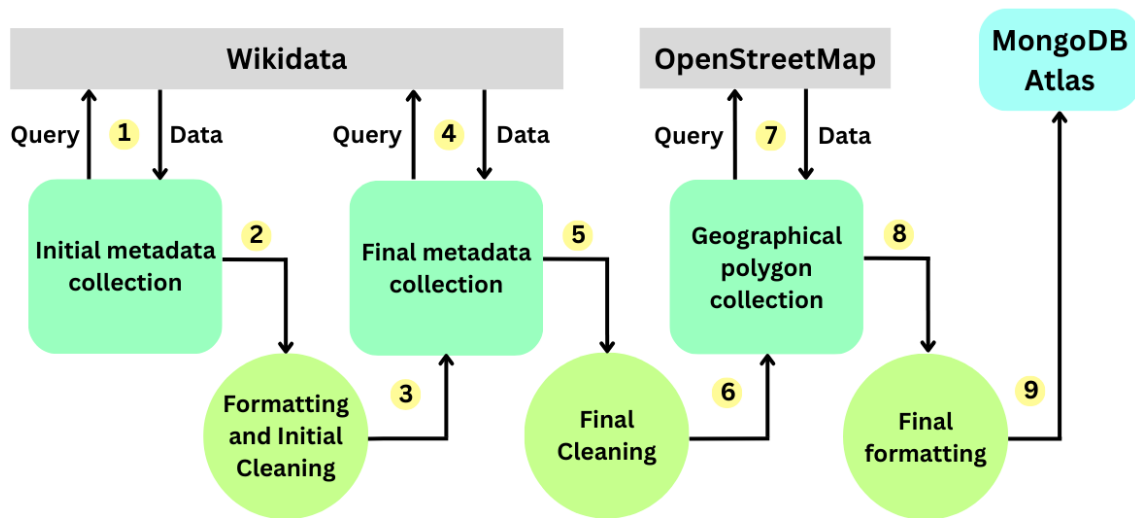 Wikidata
OpenStreetMap
MongoDB
Atlas
Query
1
Data
Query
4
Data
Query
7
Data
Initial metadata
collection
2
Final metadata
collection
5
Geographical
polygon
collection
8
Formatting
and Initial
Cleaning
3
Final
Cleaning
6
Final
formatting
9